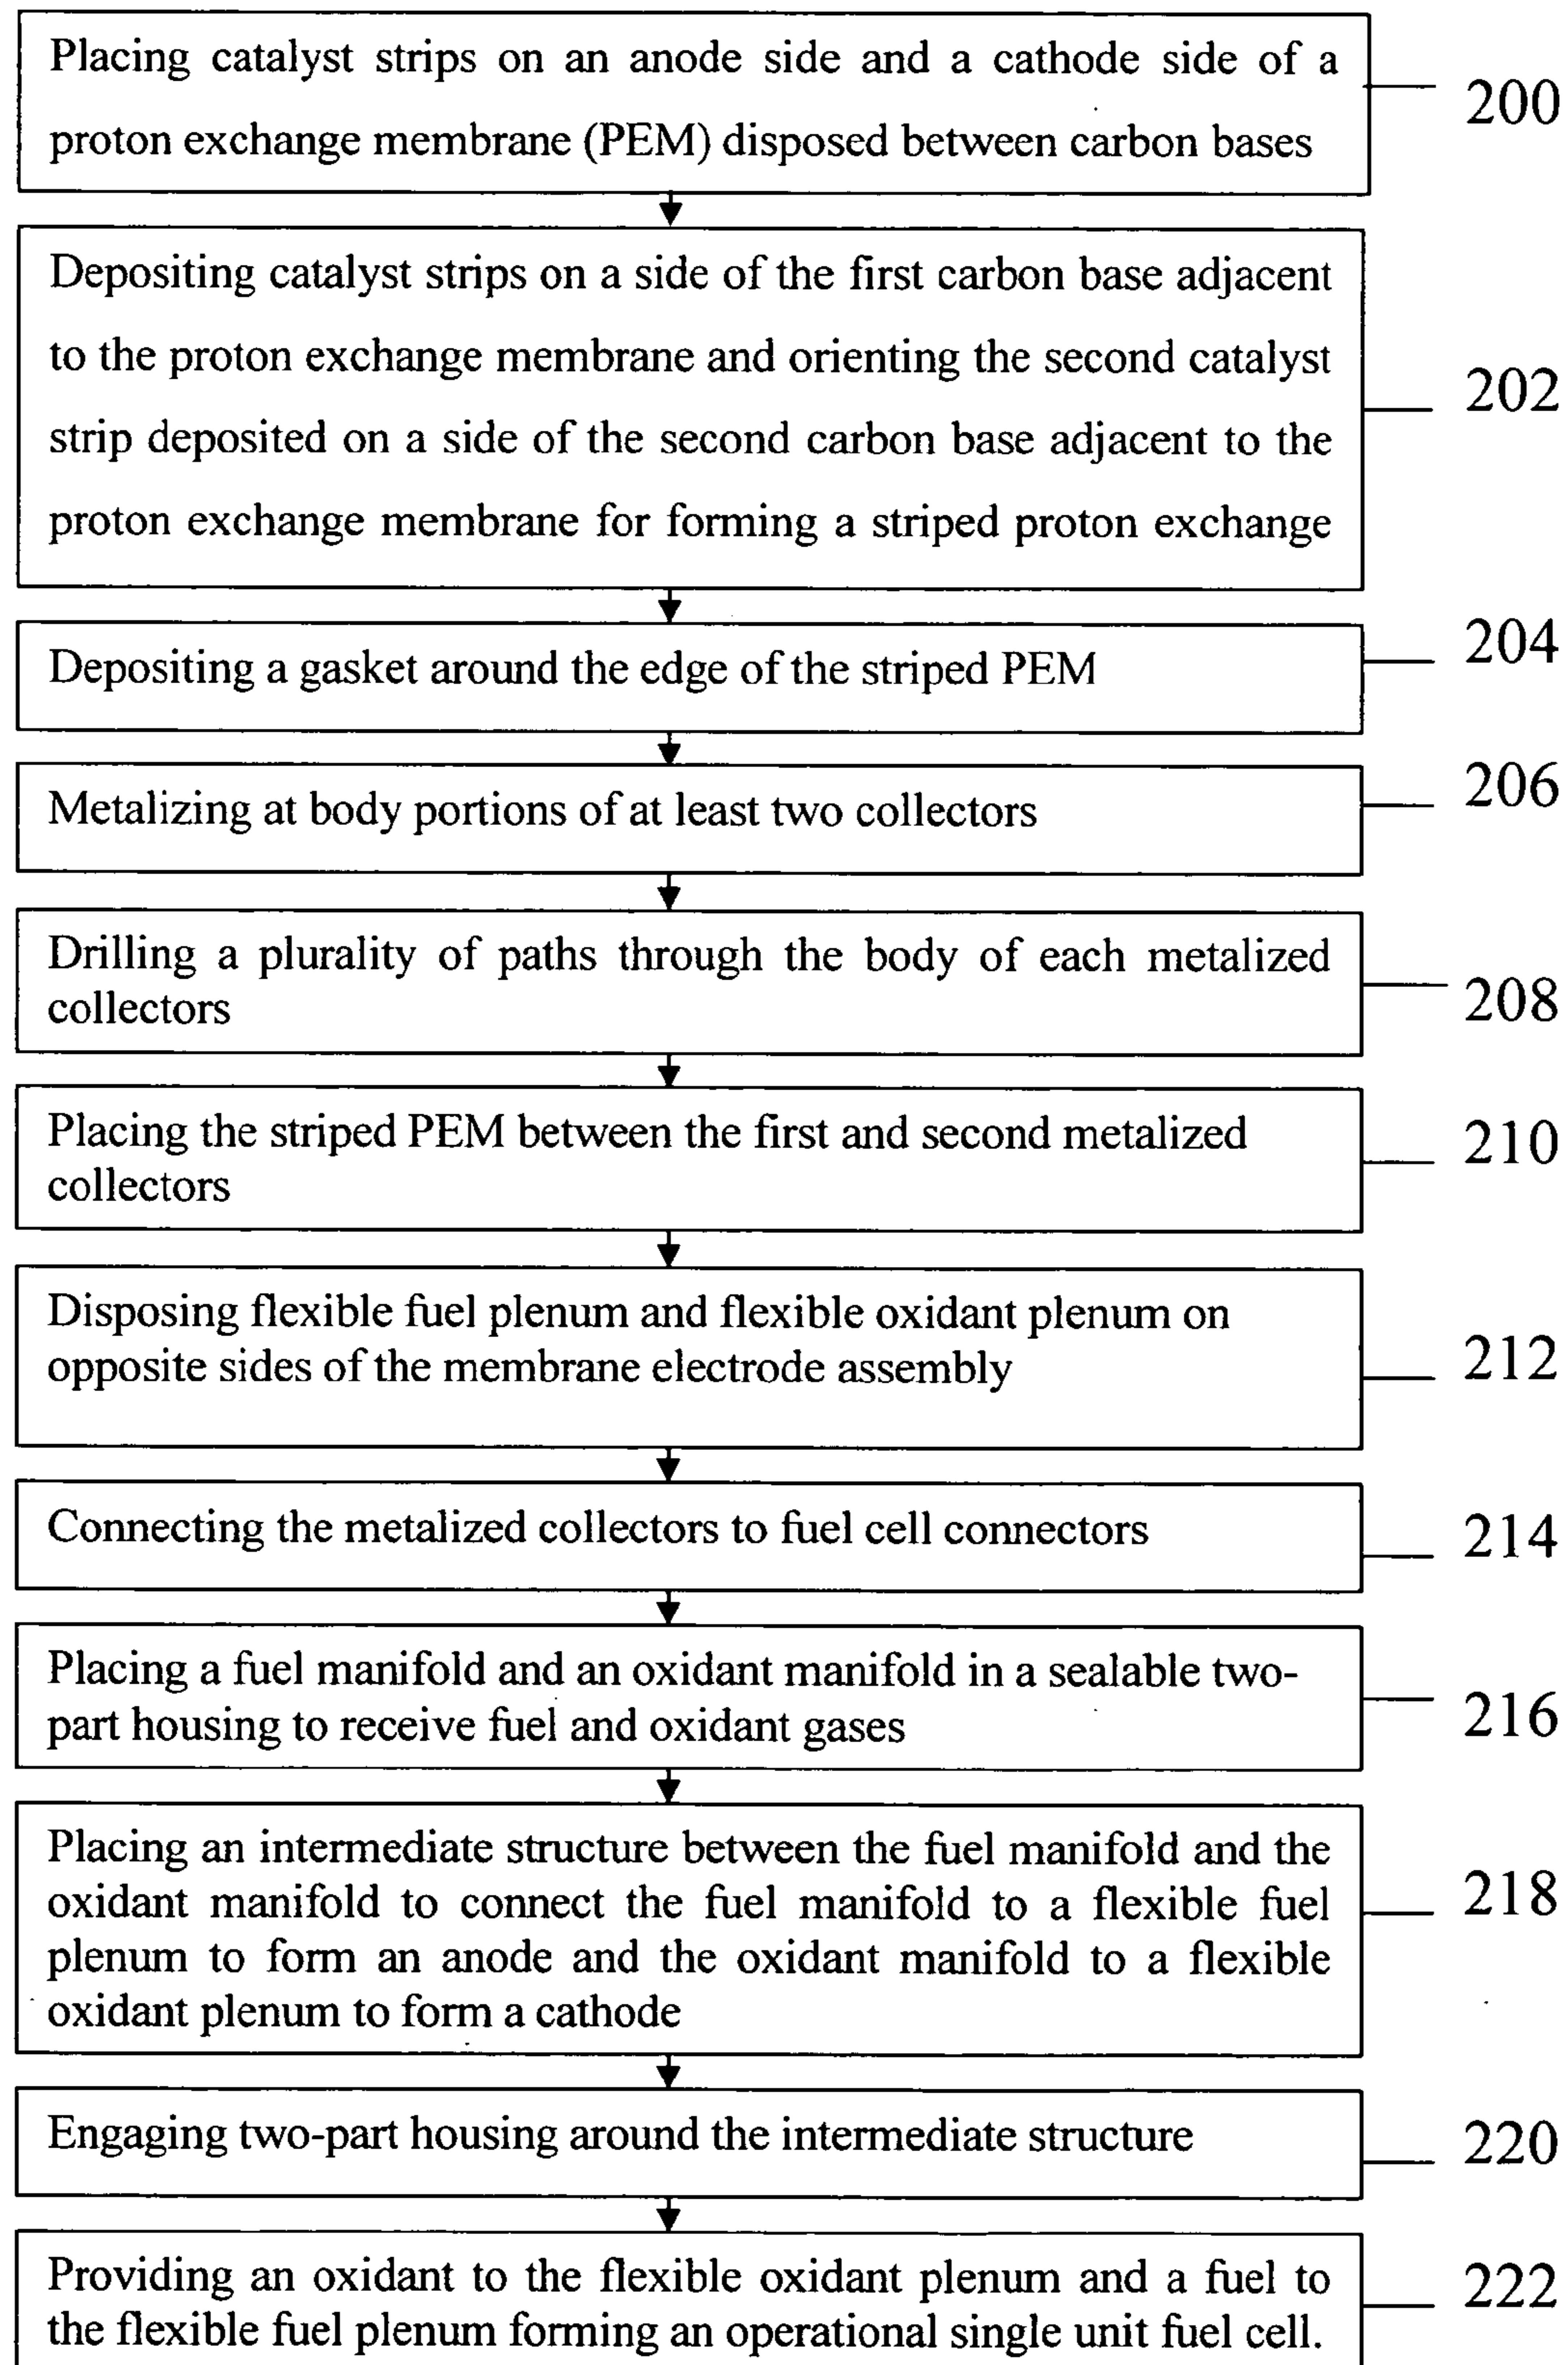 Placing catalyst strips on an anode side and a cathode side of a
proton exchange membrane (PEM) disposed between carbon bases
200
Depositing catalyst strips on a side of the first carbon base adjacent
to the proton exchange membrane and orienting the second catalyst
strip deposited on a side of the second carbon base adjacent to the
proton exchange membrane for forming a striped proton exchange
202
Depositing a gasket around the edge of the striped PEM
204
Metalizing at body portions of at least two collectors
206
Drilling a plurality of paths through the body of each metalized
collectors
208
Placing the striped PEM between the first and second metalized
collectors
210
Disposing flexible fuel plenum and flexible oxidant plenum on
opposite sides of the membrane electrode assembly
212
Connecting the metalized collectors to fuel cell connectors
214
Placing a fuel manifold and an oxidant manifold in a sealable two-
part housing to receive fuel and oxidant gases
216
Placing an intermediate structure between the fuel manifold and the
oxidant manifold to connect the fuel manifold to a flexible fuel
plenum to form an anode and the oxidant manifold to a flexible
oxidant plenum to form a cathode
218
Engaging two-part housing around the intermediate structure
220
Providing an oxidant to the flexible oxidant plenum and a fuel to
the flexible fuel plenum forming an operational single unit fuel cell.
222